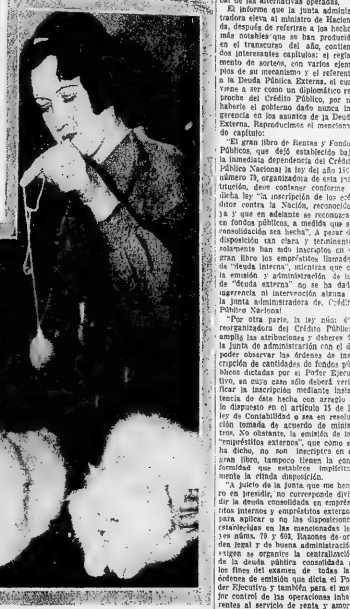 de las alternativas operadas.
El informe que la junta adminis-
tradora eleva al ministro de Hacien-
da, después de referirse a los hechos
más notables que se han producido
en el transcurso del año, contiene
dos interesantes capítulos: el regla-
mento de sorteos, con varios ejem-
plos de su mecanismo y el referente
a la Deuda Pública Externa, el cual
viene a ser como un diplomático re-
proche del Crédito Público, por no
haberle el gobierno dado nunca in-
gerencia en los asuntos de la Deuda
Externa. Reproducimos el menciona-
do capítulo:
"El gran libro de Rentas y Fondos
Públicos, que dejó establecido bajo
la inmediata dependencia del Crédito
Público Nacional la ley del año
número 79, organizadora de esta ins-
titución, debe contener conforme a
dicha ley "la inscripción de los cré-
ditos contra la Nación, reconocidos
ya y que en adelante se reconozcan
en fondos públicos, a medida que su
consolidación sea hecha". A pesar de
disposición tan clara y terminante
solamente han sido inscriptos en el
gran libro los empréstitos llamados
de "deuda interna", mientras que en
la emisión y administración de los
de "deuda externa" no se ha dado
ingerencia ni intervención alguna a
la junta administradora del Crédito
Público Nacional
"Por otra parte, la ley núm.
reorganizadora del Crédito Público
amplió las atribuciones y deberes de
la junta de administración con el de
poder observar las órdenes de ins-
cripción de cantidades de fondos pú-
blicos dictadas por el Poder Ejecu-
tivo, en cuyo caso sólo deberá veri-
ficar la inscripción mediante insis-
tencia de éste hecha con arreglo a
lo dispuesto en el artículo 18 de la
ley de Contabilidad o sea en resolu-
ción tomada de acuerdo de minis-
tros. No obstante, la emisión de los
"empréstitos externos", que como se
ha dicho, no son inscriptos en el
gran libro, tampoco tienen la con-
formidad que establece implícita-
mente la citada disposición.
"A juicio de la junta que me hon-
ro en presidir, no corresponde divi-
dir la deuda consolidada en emprés-
titos internos y empréstitos externos
para aplicar o no las disposiciones
establecidas en las mencionadas le-
yes núms. 79 y 603. Razones de or-
den legal y de buena administración
exigen se organice la centralización
de la deuda pública consolidada a
los fines del examen de todas las
órdenes de emisión que dicta el Po-
der Ejecutivo y también para el me-
jor control de las operaciones inhe-
rentes al servicio de renta y amor-